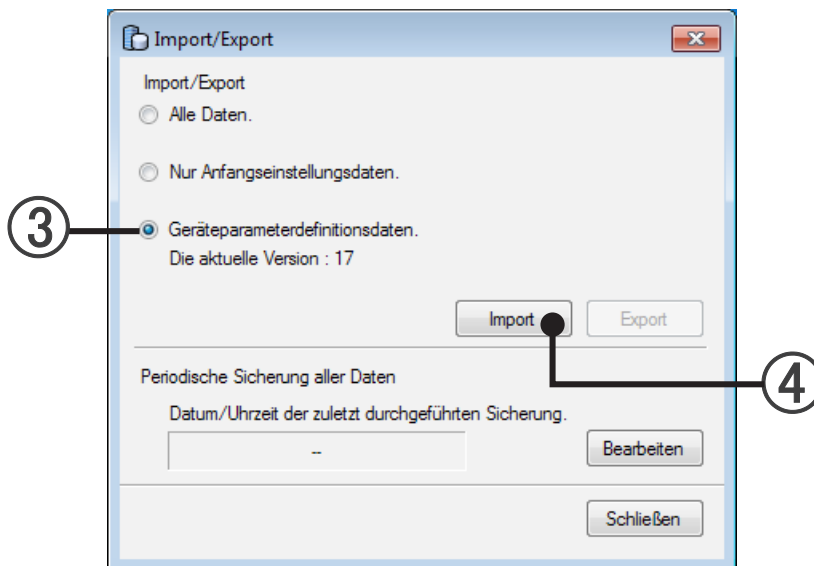 Import/Export
Import/Export
Alle Daten.
Nur Anfangseinstellungsdaten.
③
Geräteparameterdefinitionsdaten.
Die aktuelle Version : 17
Import Export
④
Periodische Sicherung aller Daten
Datum/Uhrzeit der zuletzt durchgeführten Sicherung.
-- Bearbeiten
Schließen